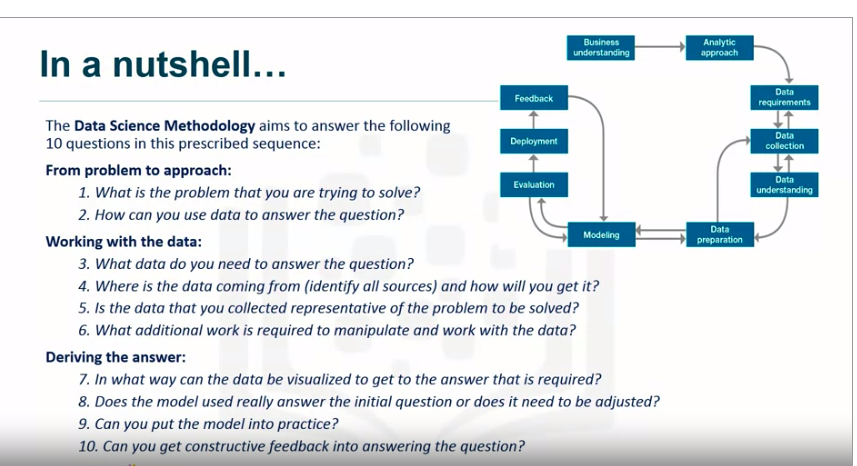 In a nutshell...
The Data Science Methodology aims to answer the following
10 questions in this prescribed sequence:
From problem to approach:
1. What is the problem that you are trying to solve?
2. How can you use data to answer the question?
Working with the data:
3. What data do you need to answer the question?
4. Where is the data coming from (identify all sources) and how will you get it?
5. Is the data that you collected representative of the problem to be solved?
6. What additional work is required to manipulate and work with the data?
Deriving the answer:
7. In what way can the data be visualized to get to the answer that is required?
8. Does the model used really answer the initial question or does it need to be adjusted?
9. Can you put the model into practice?
10. Can you get constructive feedback into answering the question?
Business
understanding
Analytic
approach
Data
requirements
Data
collection
Data
understanding
Data
preparation
Modeling
Evaluation
Deployment
Feedback